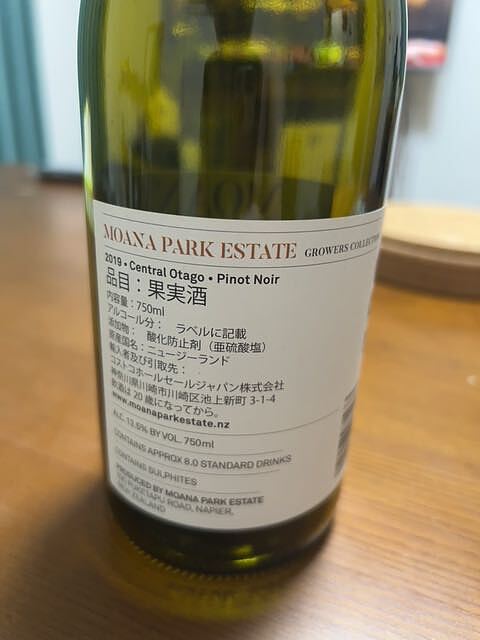 MOANA PARK ESTATE GROWERS COLLECTION
2019 • Central Otago • Pinot Noir
品目：果実酒
内容量：750ml
アルコール分： ラベルに記載
添加物： 酸化防止剤（亜硫酸塩）
原産国名：ニュージーランド
輸入者及び引取先：
コストコホールセールジャパン株式会社
神奈川県川崎市川崎区池上新町 3-1-4
飲酒は 20 歳になってから。
www.moanaparkestate.nz
ALC. 13.5% BY VOL. 750ml
CONTAINS APPROX 8.0 STANDARD DRINKS
CONTAINS SULPHITES
PRODUCED BY MOANA PARK ESTATE
PUKETAPU ROAD, NAPIER,
NEW ZEALAND